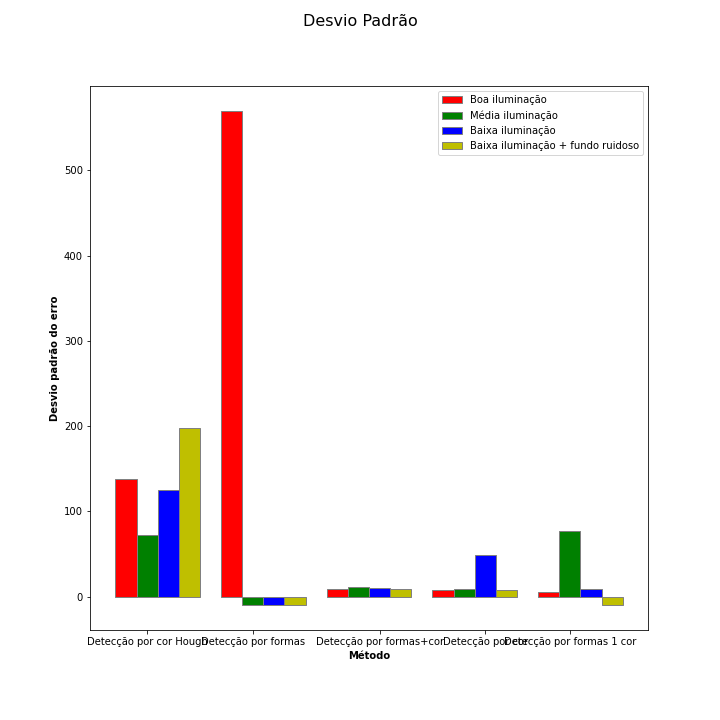 Desvio Padrão
Boa iluminação
Média iluminação
Baixa iluminação
Baixa iluminação + fundo ruidoso
500
400
300
200
100
0
Desvio padrão do erro
Detecção por cor Hough
Detecção por formas
Detecção por formas+cor
Detecção por cor
Detecção por formas 1 cor
Método